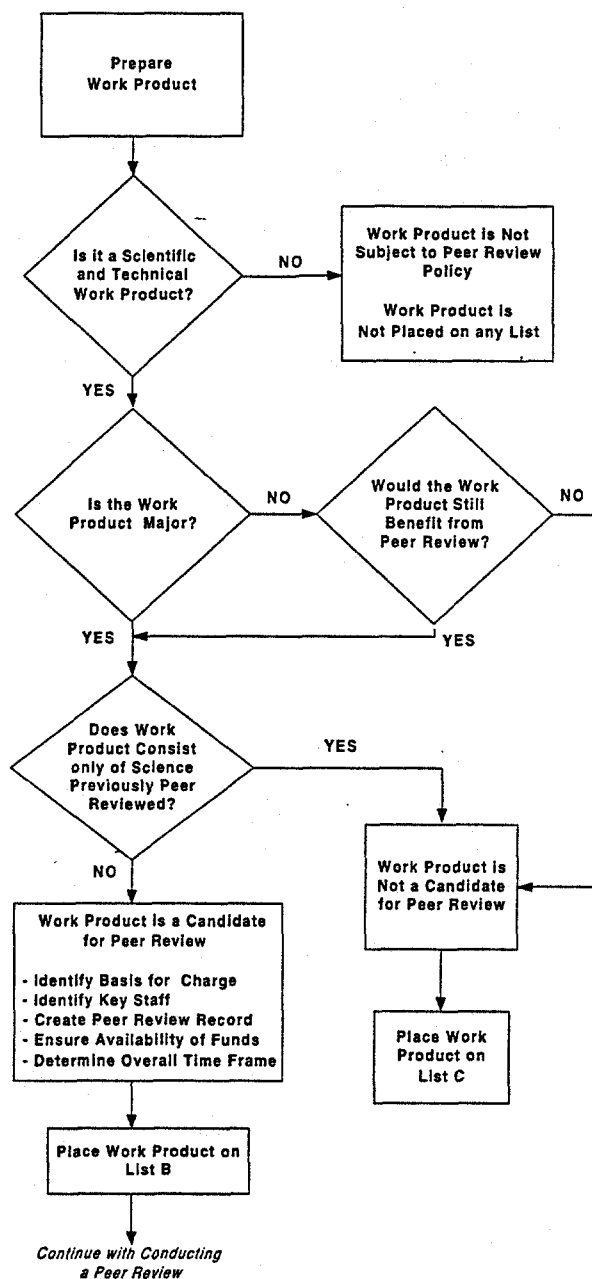 Prepare
Work Product
Is it a Scientific
and Technical
Work Product?
NO
Work Product is Not
Subject to Peer Review
Policy
Work Product is
Not Placed on any List
YES
Is the Work
Product Major?
NO
Would the Work
Product Still
Benefit from
Peer Review?
NO
YES
YES
Does Work
Product Consist
only of Science
Previously Peer
Reviewed?
YES
NO
Work Product is
Not a Candidate
for Peer Review
Work Product is a Candidate
for Peer Review
- Identify Basis for Charge
- Identify Key Staff
- Create Peer Review Record
- Ensure Availability of Funds
- Determine Overall Time Frame
Place Work
Product on
List C
Place Work Product on
List B
Continue with Conducting
a Peer Review